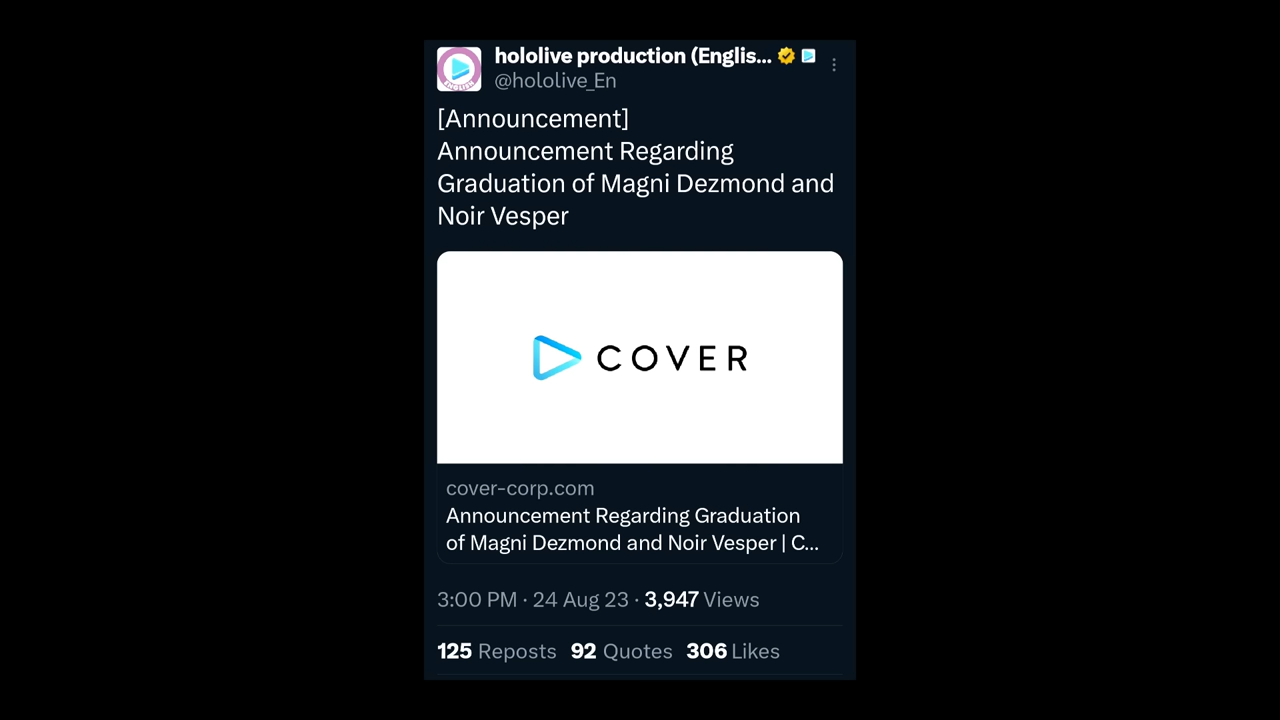 hololive production (Englis...
@hololive_En
[Announcement]
Announcement Regarding
Graduation of Magni Dezmond and
Noir Vesper
COVER
cover-corp.com
Announcement Regarding Graduation
of Magni Dezmond and Noir Vesper | C...
3:00 PM · 24 Aug 23 · 3,947 Views
125 Reposts 92 Quotes 306 Likes